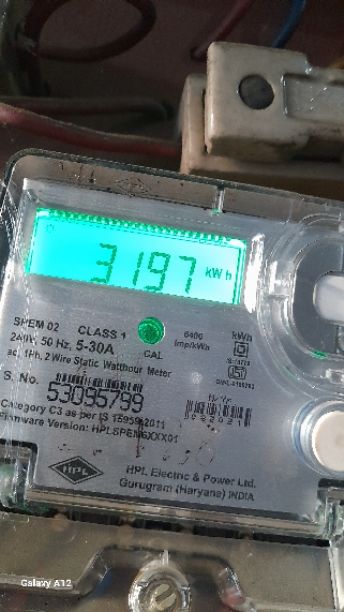 3197 kWh
SPEM 02 CLASS 1
240V, 50 Hz, 5-30A
CAL
6400
imp/kWh
kWh
ac, 1Ph, 2 Wire Static Watthour Meter
S. No.
53095799
Category C3 as per IS 15959:2011
Firmware Version: HPLSPEM6XXX01
HPL
HPL Electric & Power Ltd.
Gurugram (Haryana) INDIA
Galaxy A12